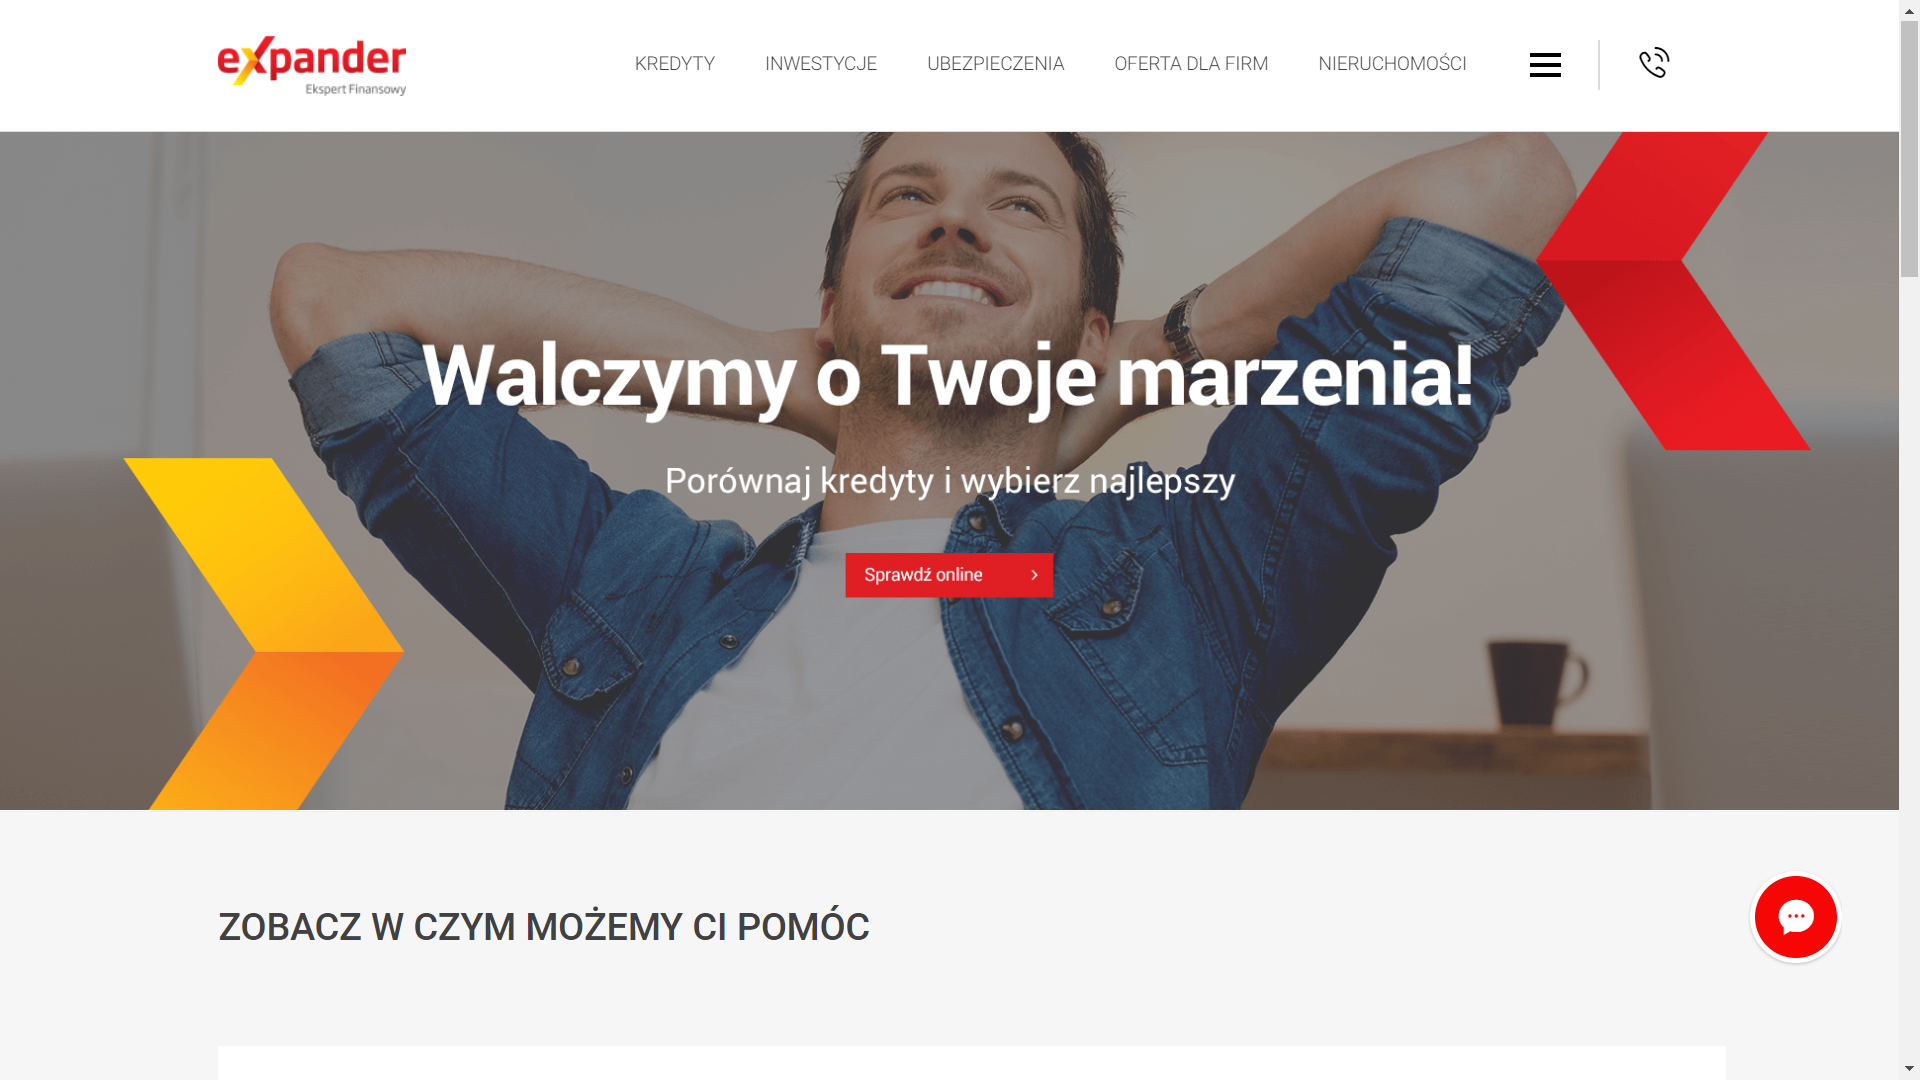 expander
Ekspert Finansowy
KREDYTY
INWESTYCJE
UBEZPIECZENIA
OFERTA DLA FIRM
NIERUCHOMOŚCI
Walczymy o Twoje marzenia!
Porównaj kredyty i wybierz najlepszy
Sprawdź online
ZOBACZ W CZYM MOŻEMY CI POMÓC